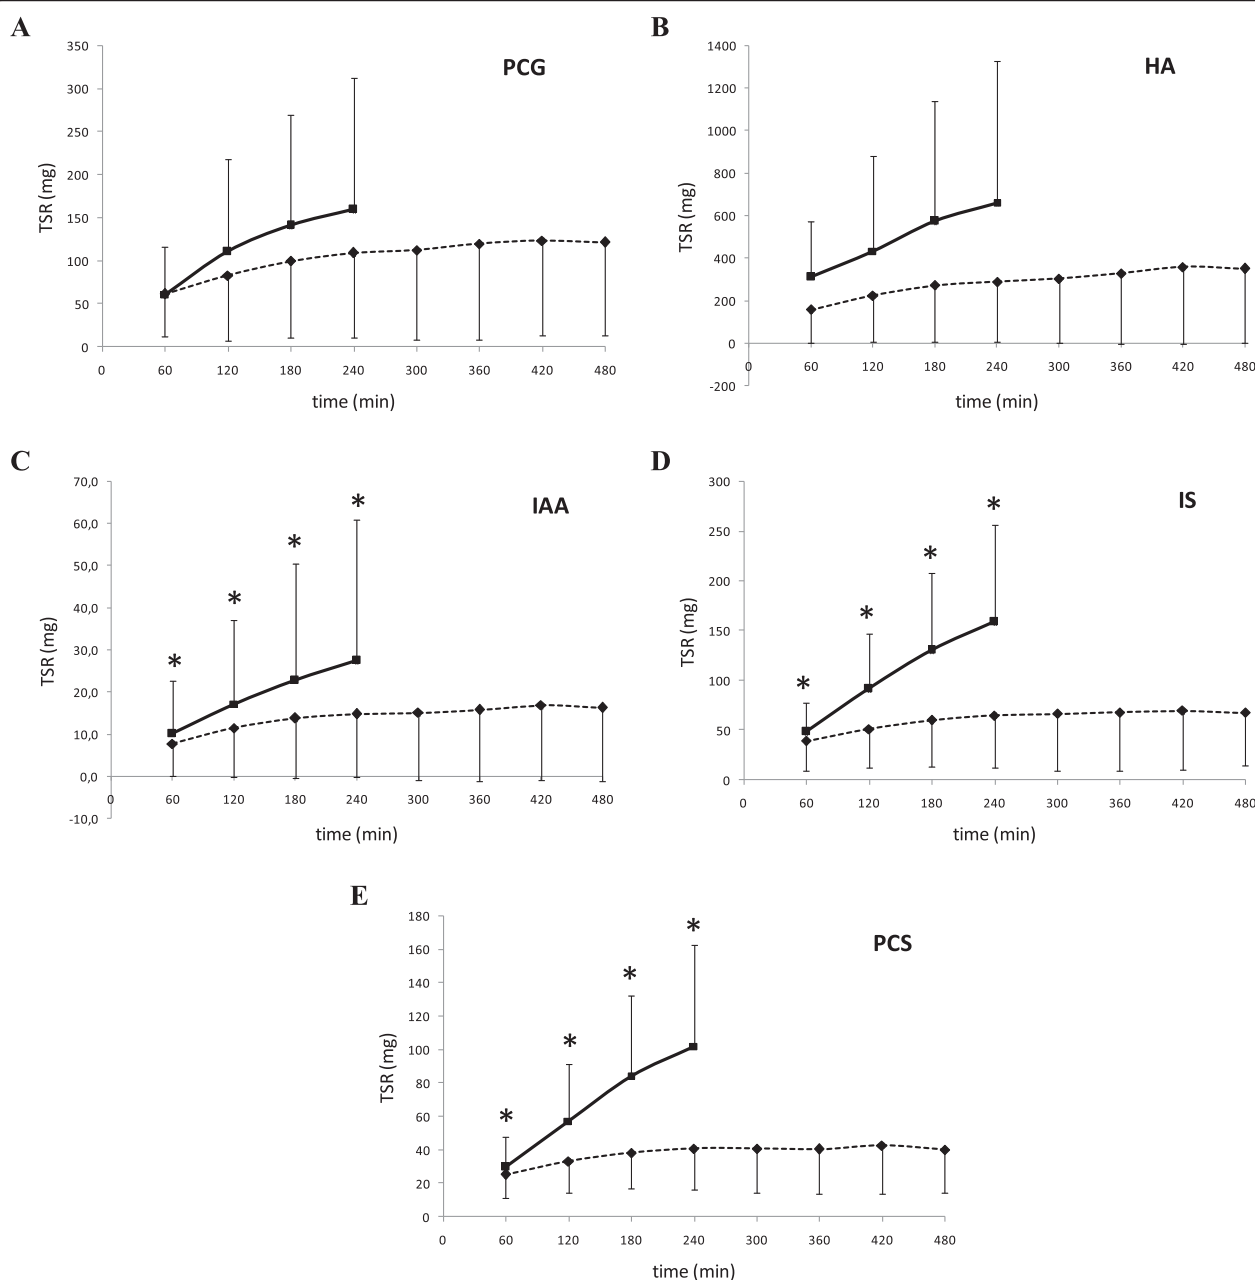 A
PCG
350
300
250
200
150
100
50
0
TSR (mg)
0 60 120 180 240 300 360 420 480
time (min)
B
HA
1400
1200
1000
800
600
400
200
0
-200
TSR (mg)
0 60 120 180 240 300 360 420 480
time (min)
C
IAA
70,0
60,0
50,0
40,0
30,0
20,0
10,0
0,0
-10,0
TSR (mg)
* * * *
0 60 120 180 240 300 360 420 480
time (min)
D
IS
300
250
200
150
100
50
0
TSR (mg)
* * * *
0 60 120 180 240 300 360 420 480
time (min)
E
PCS
180
160
140
120
100
80
60
40
20
0
TSR (mg)
* * * *
0 60 120 180 240 300 360 420 480
time (min)